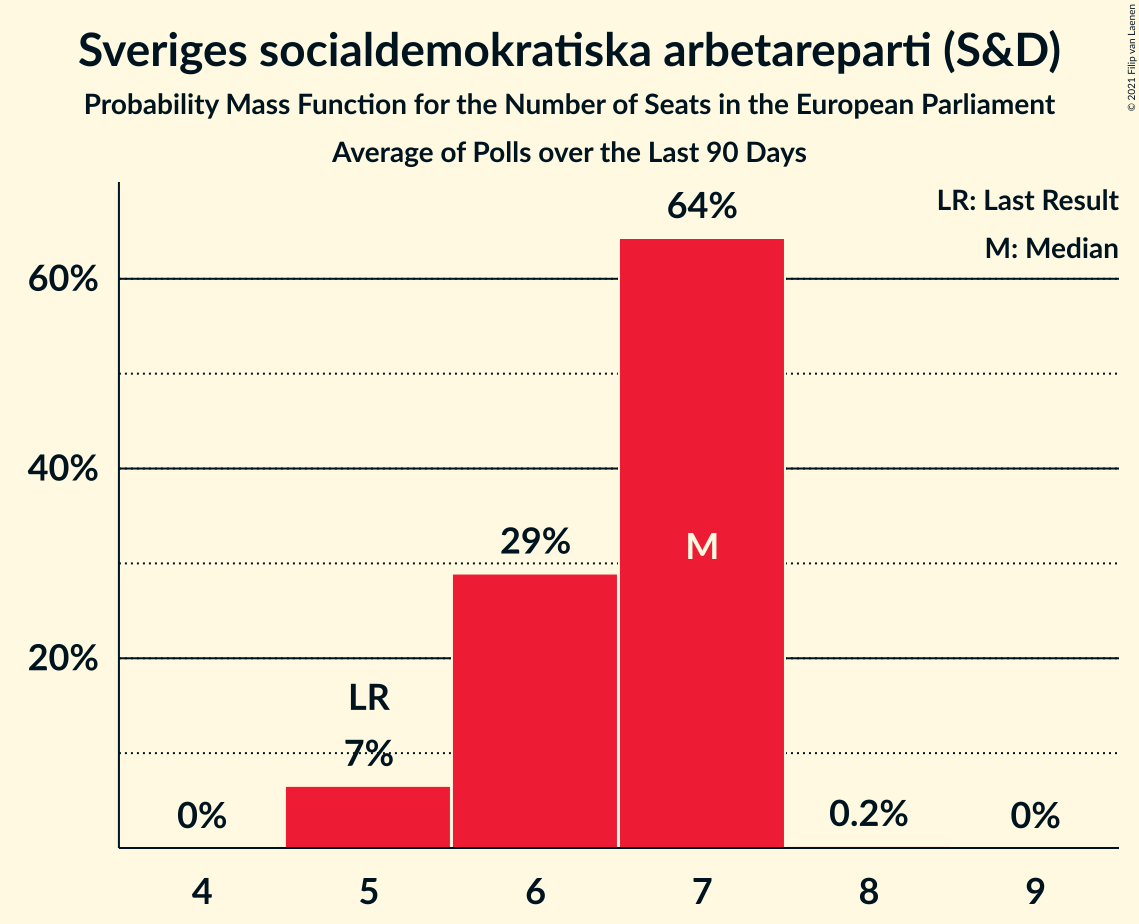 Sveriges socialdemokratiska arbetareparti (S&D)
Probability Mass Function for the Number of Seats in the European Parliament
Average of Polls over the Last 90 Days
© 2021 Filip van Laenen
LR: Last Result
M: Median
60%
40%
20%
0%
LR
7%
29%
64%
M
0.2%
0%
4 5 6 7 8 9